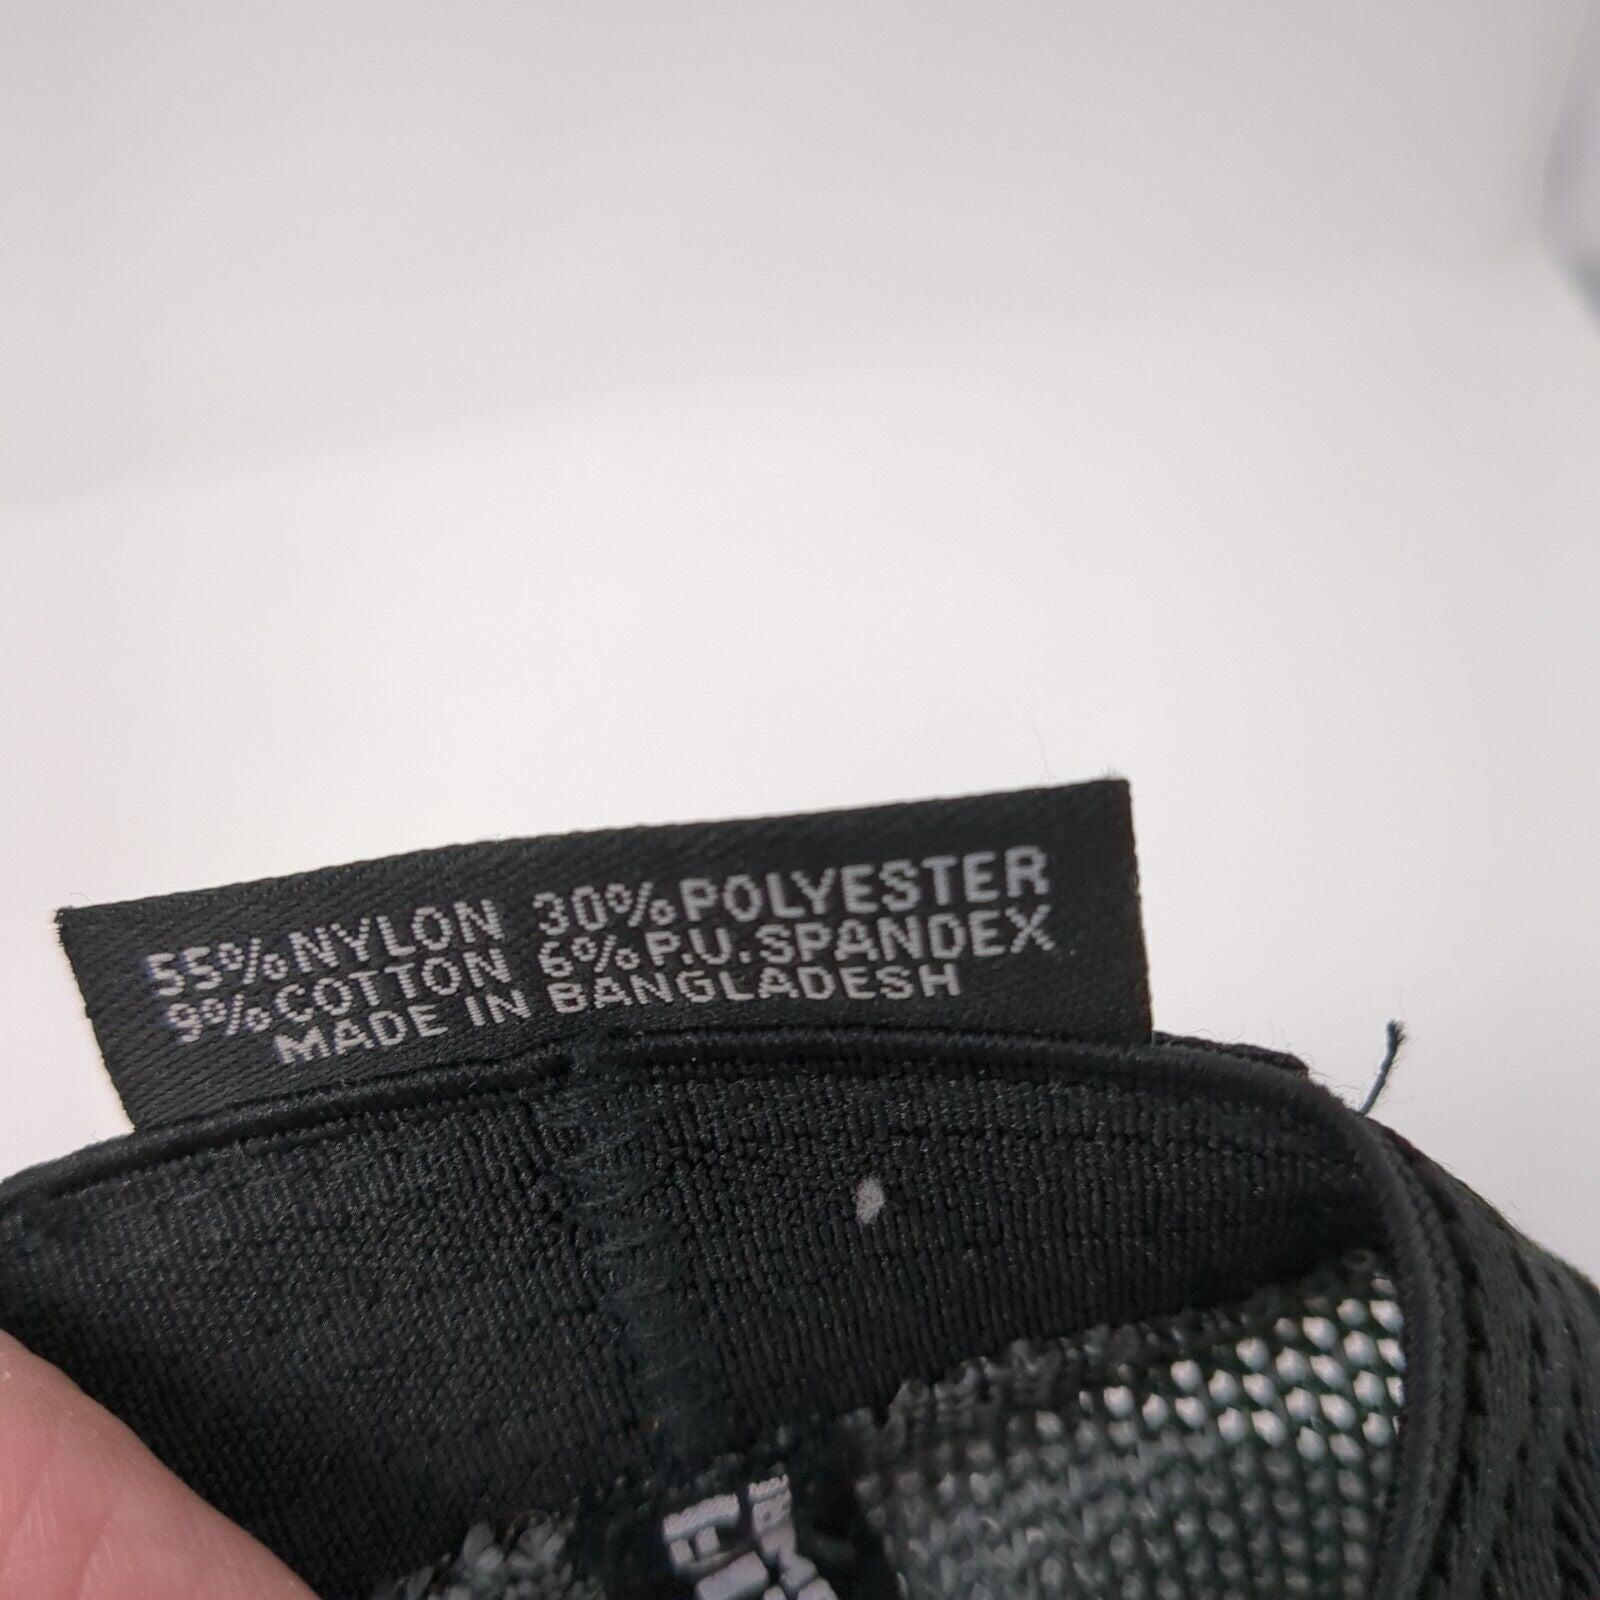 55% NYLON 30% POLYESTER
9% COTTON 6% P.U. SPANDEX
MADE IN BANGLADESH